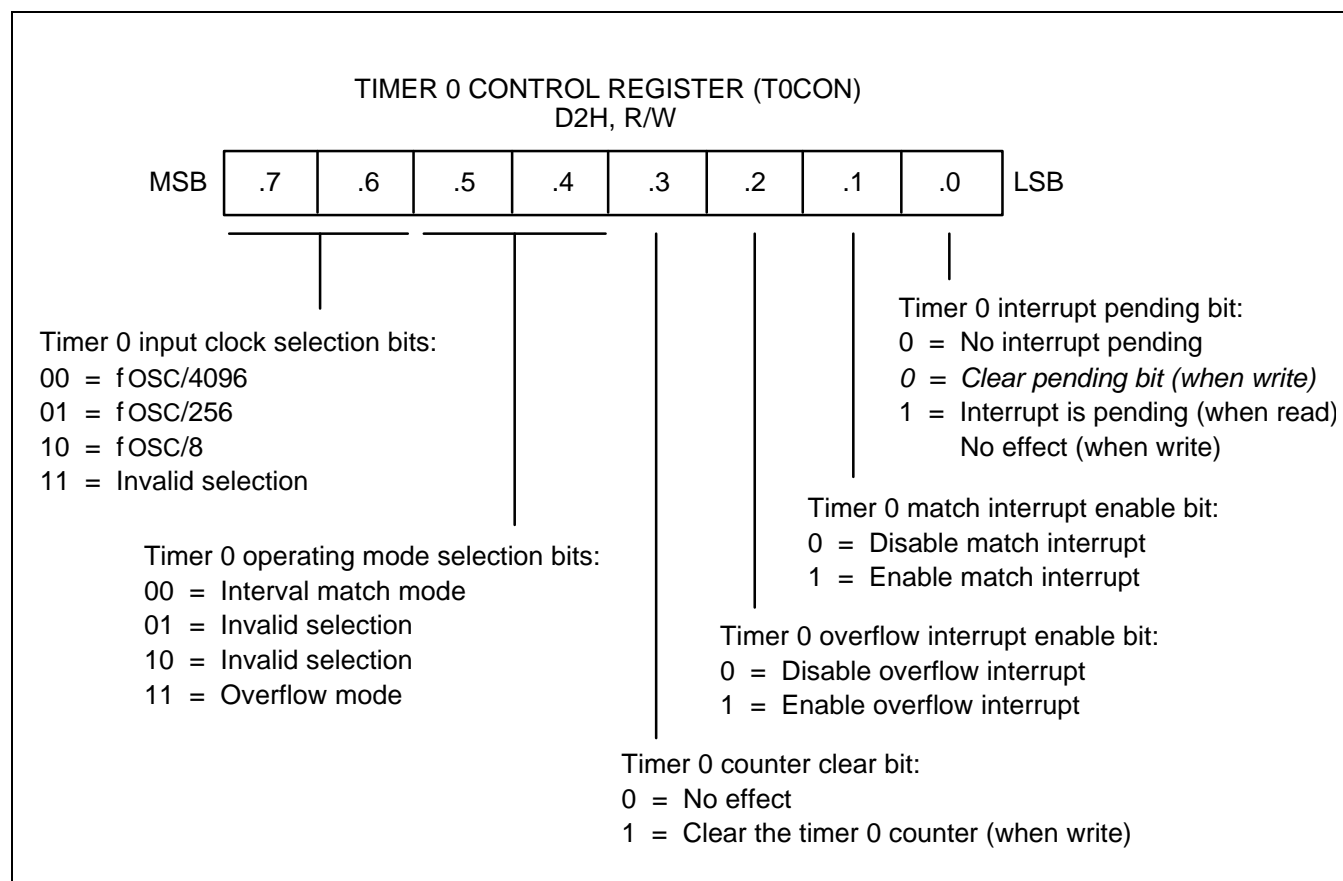 TIMER 0 CONTROL REGISTER (T0CON)
D2H, R/W
MSB .7 .6 .5 .4 .3 .2 .1 .0 LSB
Timer 0 input clock selection bits:
00 = fOSC/4096
01 = fOSC/256
10 = fOSC/8
11 = Invalid selection
Timer 0 operating mode selection bits:
00 = Interval match mode
01 = Invalid selection
10 = Invalid selection
11 = Overflow mode
Timer 0 counter clear bit:
0 = No effect
1 = Clear the timer 0 counter (when write)
Timer 0 overflow interrupt enable bit:
0 = Disable overflow interrupt
1 = Enable overflow interrupt
Timer 0 match interrupt enable bit:
0 = Disable match interrupt
1 = Enable match interrupt
Timer 0 interrupt pending bit:
0 = No interrupt pending
0 = Clear pending bit (when write)
1 = Interrupt is pending (when read)
No effect (when write)